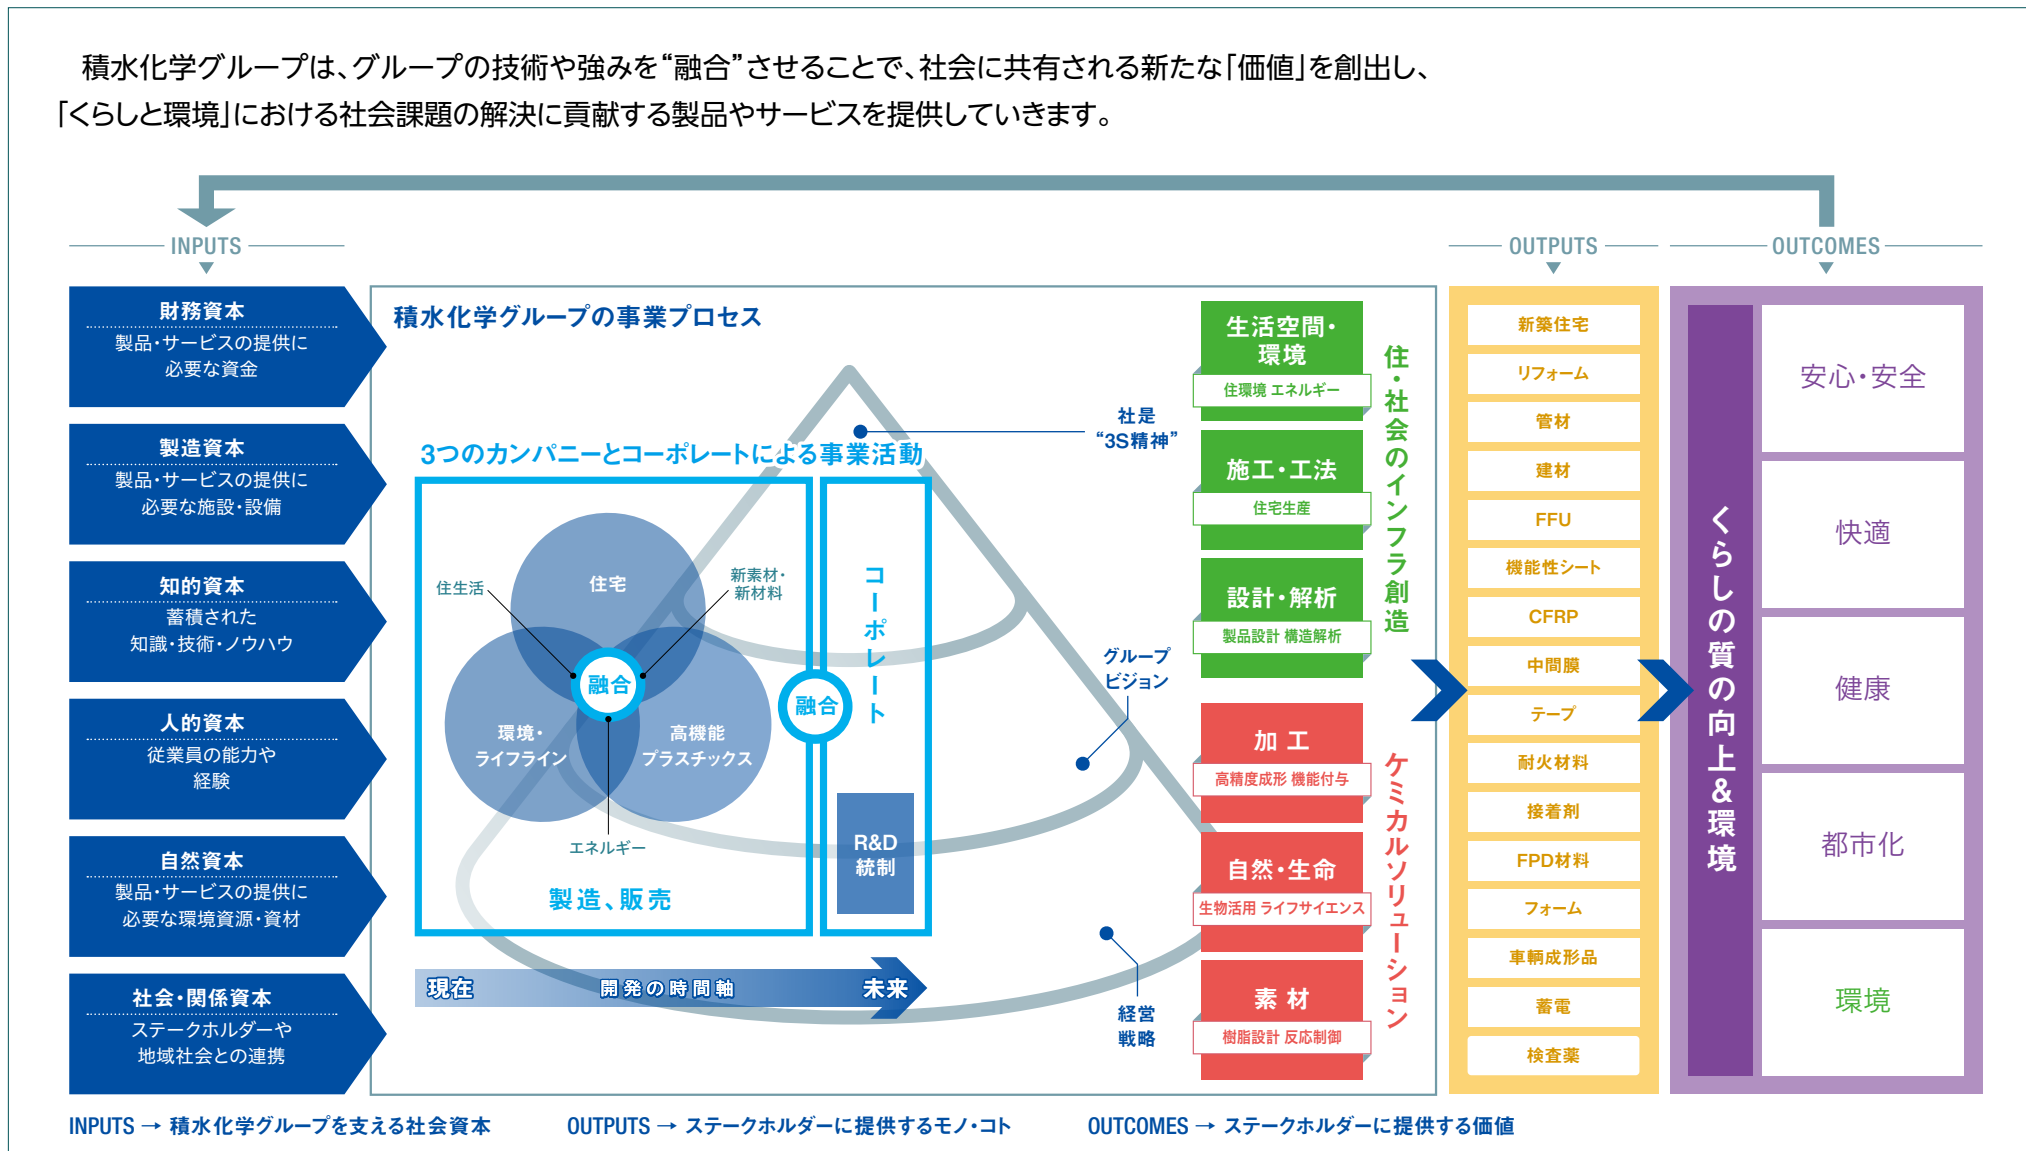 積水化学グループは、グループの技術や強みを“融合”させることで、社会に共有される新たな「価値」を創出し、
「くらしと環境」における社会課題の解決に貢献する製品やサービスを提供していきます。
INPUTS
財務資本
製品・サービスの提供に
必要な資金
製造資本
製品・サービスの提供に
必要な施設・設備
知的資本
蓄積された
知識・技術・ノウハウ
人的資本
従業員の能力や
経験
自然資本
製品・サービスの提供に
必要な環境資源・資材
社会・関係資本
ステークホルダーや
地域社会との連携
積水化学グループの事業プロセス
3つのカンパニーとコーポレートによる事業活動
住宅
住生活
新素材・
新材料
融合
環境・
ライフライン
高機能
プラスチックス
エネルギー
製造、販売
コーポレート
融合
R&D
統制
現在
開発の時間軸
未来
社是
“3S精神”
グループ
ビジョン
経営
戦略
生活空間・
環境
住環境 エネルギー
施工・工法
住宅生産
設計・解析
製品設計 構造解析
住・社会のインフラ創造
加工
高精度成形 機能付与
自然・生命
生物活用 ライフサイエンス
素材
樹脂設計 反応制御
ケミカルソリューション
OUTPUTS
新築住宅
リフォーム
管材
建材
FFU
機能性シート
CFRP
中間膜
テープ
耐火材料
接着剤
FPD材料
フォーム
車輌成形品
蓄電
検査薬
OUTCOMES
くらしの質の向上&環境
安心・安全
快適
健康
都市化
環境
INPUTS → 積水化学グループを支える社会資本
OUTPUTS → ステークホルダーに提供するモノ・コト
OUTCOMES → ステークホルダーに提供する価値